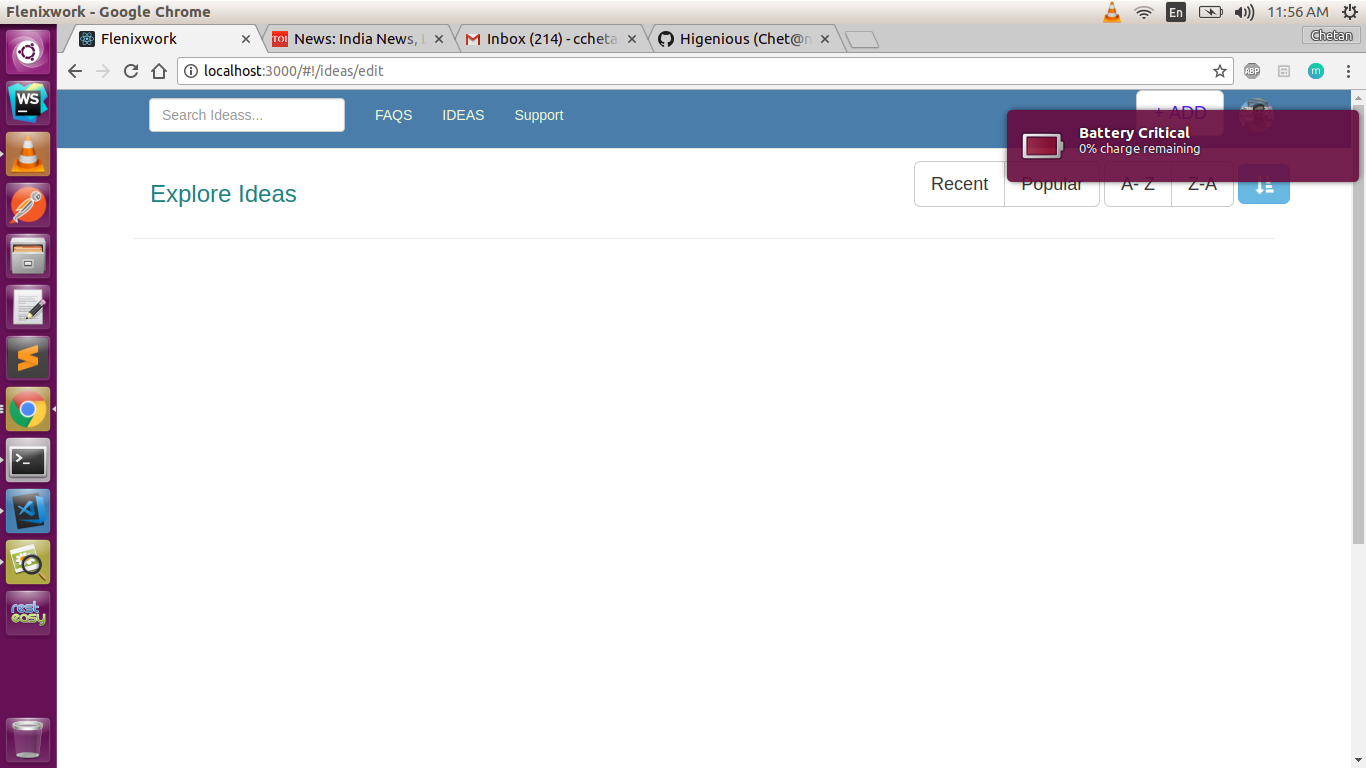 Flenixwork - Google Chrome
En
11:56 AM
Flenixwork
TOI
News: India News, L
Inbox (214) - ccheta
Higenious (Chet@n
Chetan
localhost:3000/#!/ideas/edit
ABP
m
Search Ideass...
FAQS
IDEAS
Support
+ ADD
Battery Critical
0% charge remaining
Explore Ideas
Recent
Popular
A- Z
Z-A
WS
>_
rest
easy